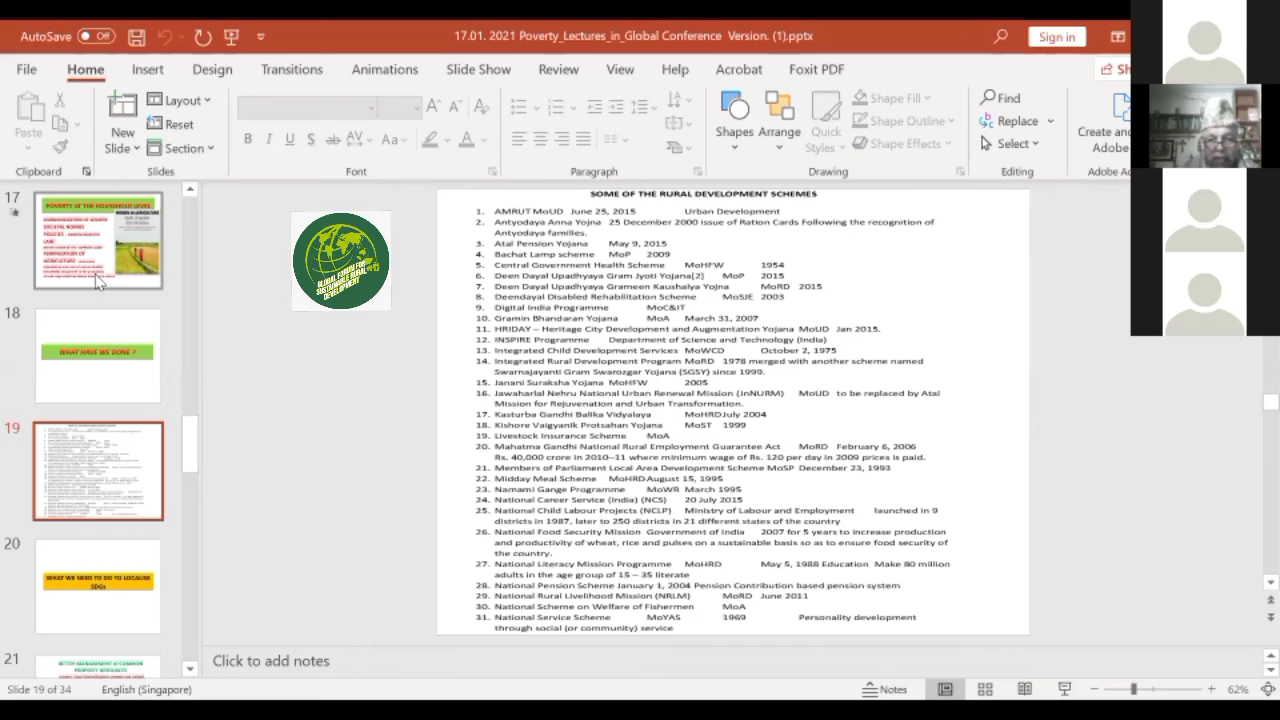 AutoSave Off 17.01. 2021 Poverty_Lectures_in_Global Conference Version. (1).pptx Sign in
File Home Insert Design Transitions Animations Slide Show Review View Help Acrobat Foxit PDF Sh
Paste New Slide Layout Reset Section Shapes Arrange Quick Styles Shape Fill Shape Outline Shape Effects Find Replace Select Create and Adobe
Clipboard Slides Font Paragraph Drawing Editing Adobe
17
POVERTY AT THE HOUSEHOLD LEVEL
18
WHAT HAVE WE DONE ?
19
20
WHAT WE NEED TO DO TO LOCALISE
SDGs
21
BETTER MANAGEMENT OF COMMON
PROPERTY RESOURCES
SOME OF THE RURAL DEVELOPMENT SCHEMES
1. AMRUT MoUD June 25, 2015 Urban Development
2. Antyodaya Anna Yojna 25 December 2000 issue of Ration Cards Following the recognition of
Antyodaya families.
3. Atal Pension Yojana May 9, 2015
4. Bachat Lamp scheme MoP 2009
5. Central Government Health Scheme MoHFW 1954
6. Deen Dayal Upadhyaya Gram Jyoti Yojana[2] MoP 2015
7. Deen Dayal Upadhyaya Grameen Kaushalya Yojna MoRD 2015
8. Deendayal Disabled Rehabilitation Scheme MoSJE 2003
9. Digital India Programme MoC&IT
10. Gramin Bhandaran Yojana MoA March 31, 2007
11. HRIDAY – Heritage City Development and Augmentation Yojana MoUD Jan 2015.
12. INSPIRE Programme Department of Science and Technology (India)
13. Integrated Child Development Services MoWCD October 2, 1975
14. Integrated Rural Development Program MoRD 1978 merged with another scheme named
Swarnajayanti Gram Swarozgar Yojana (SGSY) since 1999.
15. Janani Suraksha Yojana MoHFW 2005
16. Jawaharlal Nehru National Urban Renewal Mission (JnNURM) MoUD to be replaced by Atal
Mission for Rejuvenation and Urban Transformation.
17. Kasturba Gandhi Balika Vidyalaya MoHRDJuly 2004
18. Kishore Vaigyanik Protsahan Yojana MoST 1999
19. Livestock Insurance Scheme MoA
20. Mahatma Gandhi National Rural Employment Guarantee Act MoRD February 6, 2006
Rs. 40,000 crore in 2010–11 where minimum wage of Rs. 120 per day in 2009 prices is paid.
21. Members of Parliament Local Area Development Scheme MoSP December 23, 1993
22. Midday Meal Scheme MoHRDAugust 15, 1995
23. Namami Gange Programme MoWR March 1995
24. National Career Service (India) (NCS) 20 July 2015
25. National Child Labour Projects (NCLP) Ministry of Labour and Employment launched in 9
districts in 1987, later to 250 districts in 21 different states of the country
26. National Food Security Mission Government of India 2007 for 5 years to increase production
and productivity of wheat, rice and pulses on a sustainable basis so as to ensure food security of
the country.
27. National Literacy Mission Programme MoHRD May 5, 1988 Education Make 80 million
adults in the age group of 15 – 35 literate
28. National Pension Scheme January 1, 2004 Pension Contribution based pension system
29. National Rural Livelihood Mission (NRLM) MoRD June 2011
30. National Scheme on Welfare of Fishermen MoA
31. National Service Scheme MoYAS 1969 Personality development
through social (or community) service
Click to add notes
Slide 19 of 34 English (Singapore) Notes 62%